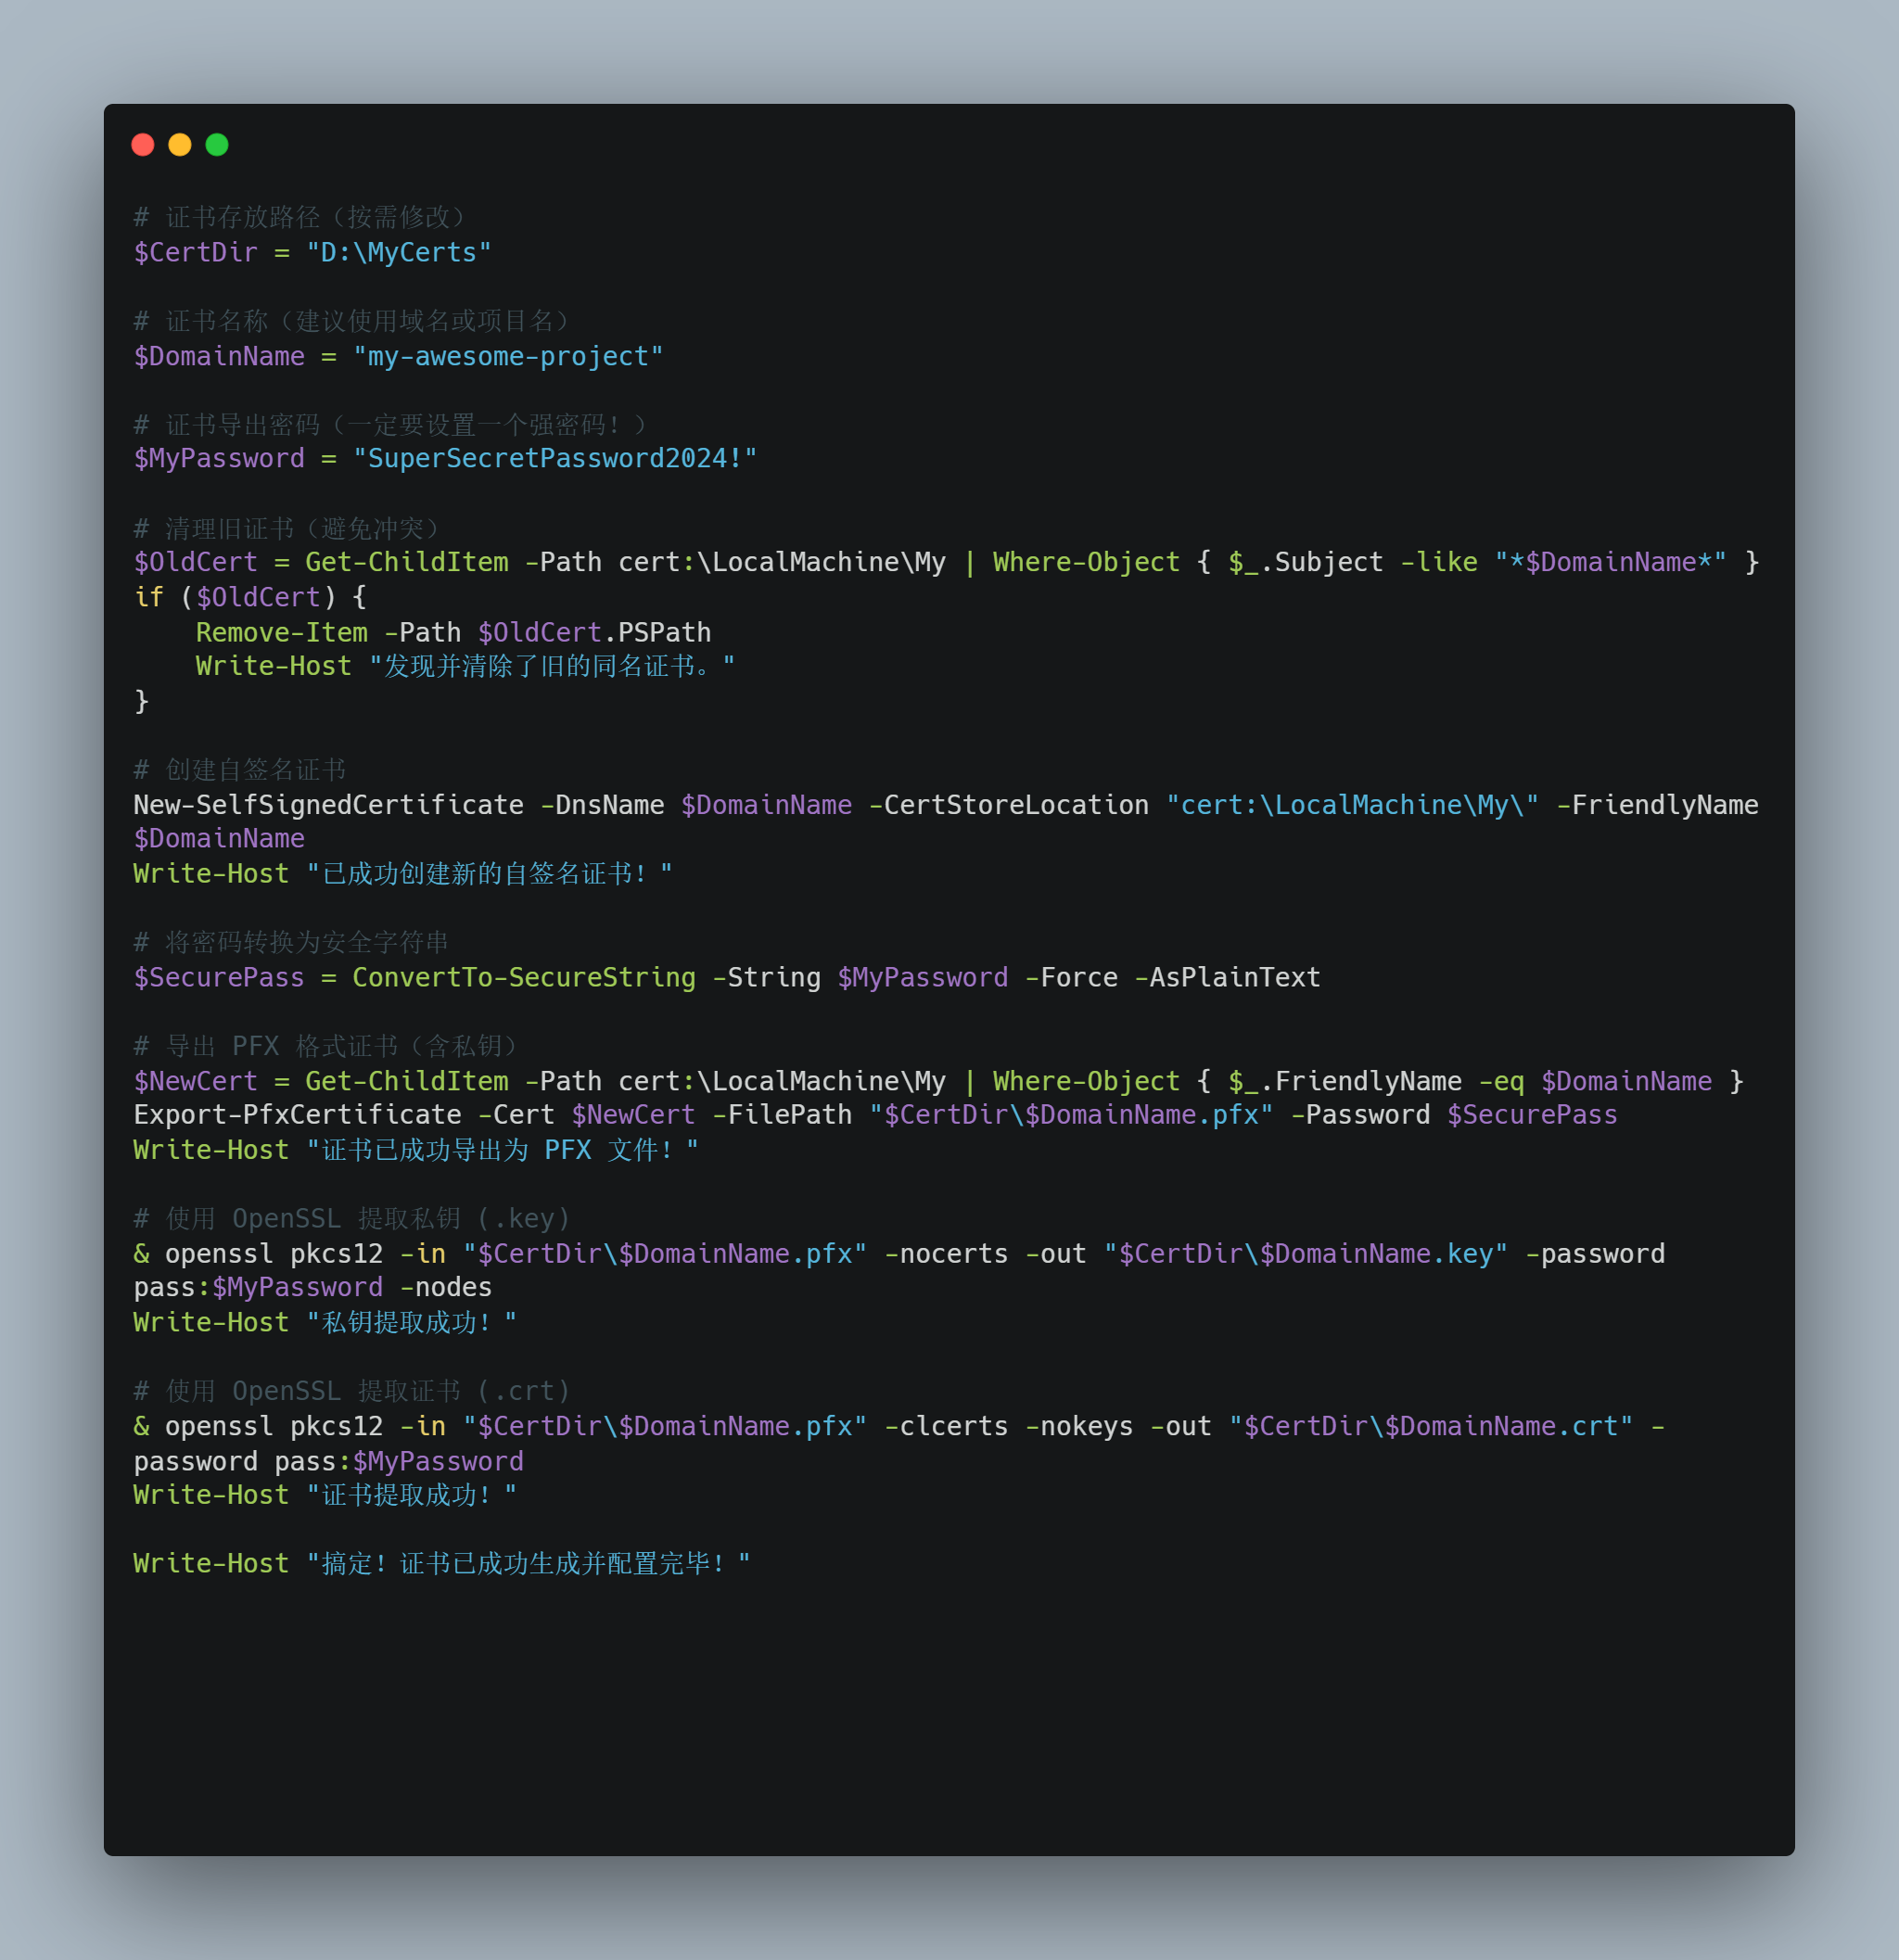 # 证书存放路径（按需修改）
$CertDir = "D:\MyCerts"
# 证书名称（建议使用域名或项目名）
$DomainName = "my-awesome-project"
# 证书导出密码（一定要设置一个强密码！）
$MyPassword = "SuperSecretPassword2024!"
# 清理旧证书（避免冲突）
$OldCert = Get-ChildItem -Path cert:\LocalMachine\My | Where-Object { $_.Subject -like "*$DomainName*" }
if ($OldCert) {
    Remove-Item -Path $OldCert.PSPath
    Write-Host "发现并清除了旧的同名证书。"
}
# 创建自签名证书
New-SelfSignedCertificate -DnsName $DomainName -CertStoreLocation "cert:\LocalMachine\My\" -FriendlyName
$DomainName
Write-Host "已成功创建新的自签名证书！"
# 将密码转换为安全字符串
$SecurePass = ConvertTo-SecureString -String $MyPassword -Force -AsPlainText
# 导出 PFX 格式证书（含私钥）
$NewCert = Get-ChildItem -Path cert:\LocalMachine\My | Where-Object { $_.FriendlyName -eq $DomainName }
Export-PfxCertificate -Cert $NewCert -FilePath "$CertDir\$DomainName.pfx" -Password $SecurePass
Write-Host "证书已成功导出为 PFX 文件！"
# 使用 OpenSSL 提取私钥 (.key)
& openssl pkcs12 -in "$CertDir\$DomainName.pfx" -nocerts -out "$CertDir\$DomainName.key" -password
pass:$MyPassword -nodes
Write-Host "私钥提取成功！"
# 使用 OpenSSL 提取证书 (.crt)
& openssl pkcs12 -in "$CertDir\$DomainName.pfx" -clcerts -nokeys -out "$CertDir\$DomainName.crt" -
password pass:$MyPassword
Write-Host "证书提取成功！"
Write-Host "搞定！证书已成功生成并配置完毕！"